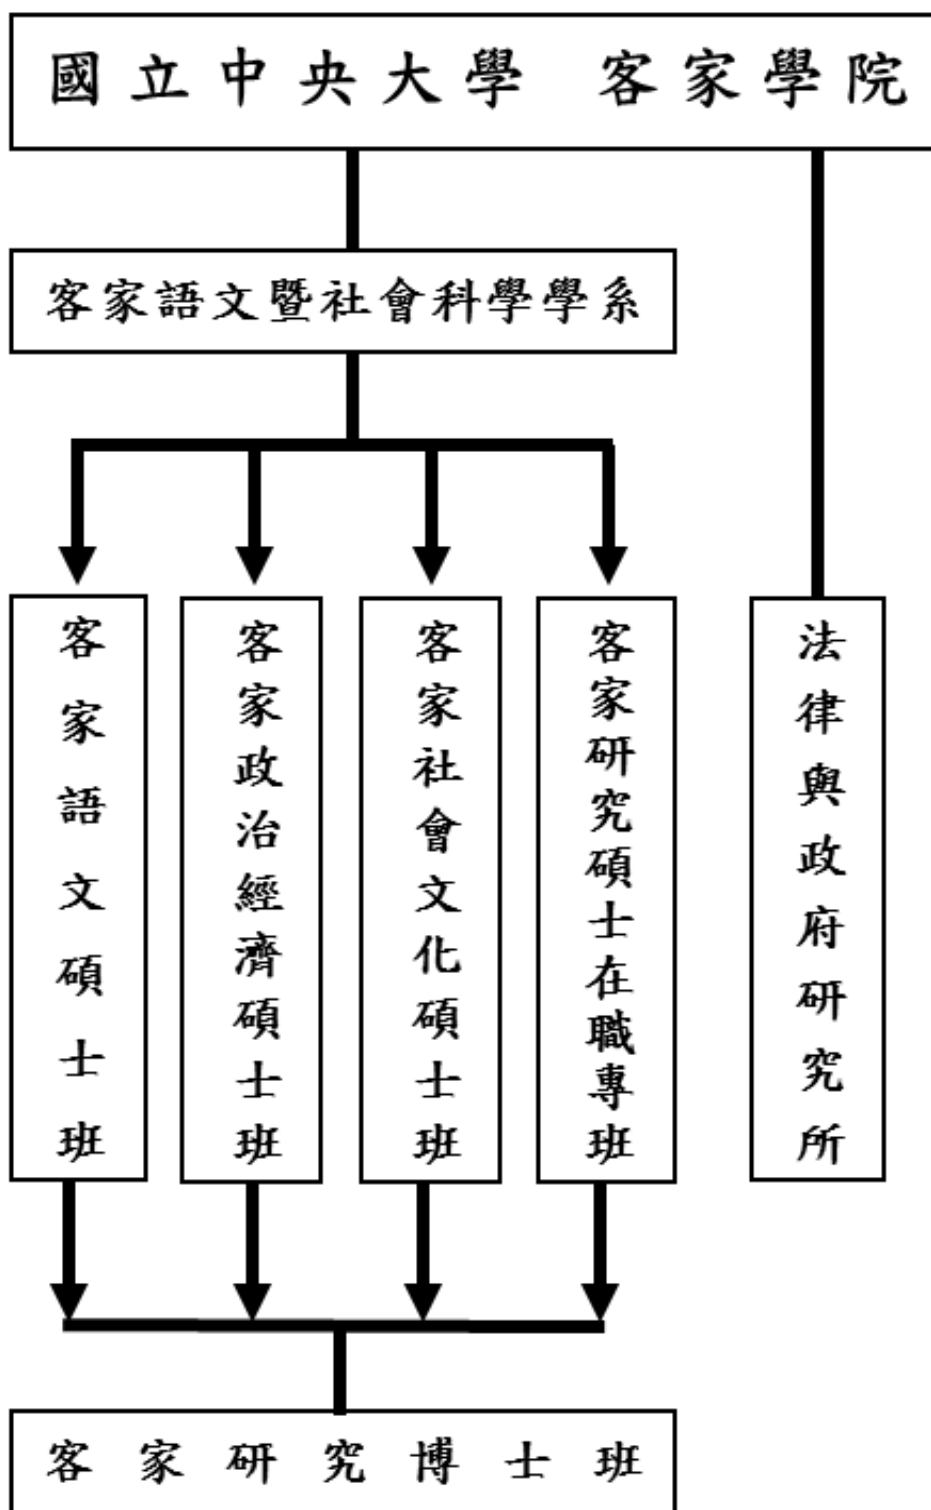 國立中央大學 客家學院
客家語文暨社會科學學系
客家語文碩士班
客家政治經濟碩士班
客家社會文化碩士班
客家研究碩士在職專班
法律與政府研究所
客家研究博士班